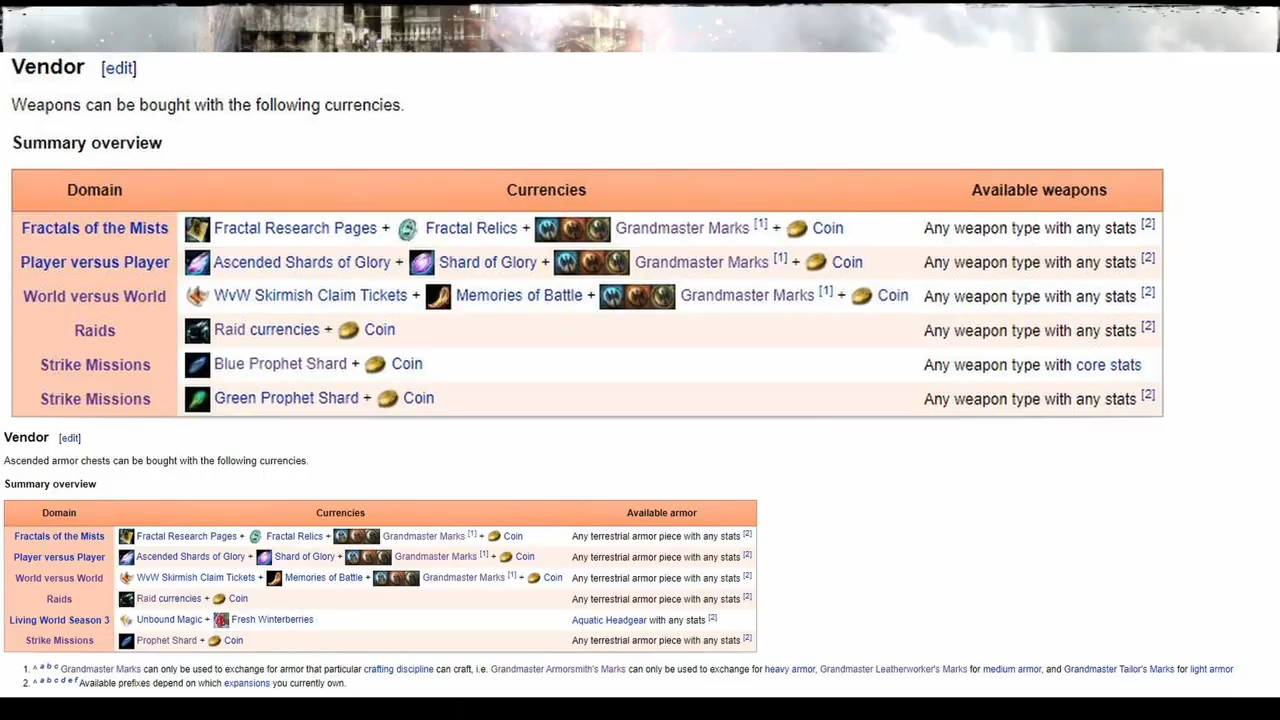 Vendor [edit]
Weapons can be bought with the following currencies.
Summary overview
Domain Currencies Available weapons
Fractals of the Mists Fractal Research Pages + Fractal Relics + Grandmaster Marks [1] + Coin Any weapon type with any stats [2]
Player versus Player Ascended Shards of Glory + Shard of Glory + Grandmaster Marks [1] + Coin Any weapon type with any stats [2]
World versus World WvW Skirmish Claim Tickets + Memories of Battle + Grandmaster Marks [1] + Coin Any weapon type with any stats [2]
Raids Raid currencies + Coin Any weapon type with any stats [2]
Strike Missions Blue Prophet Shard + Coin Any weapon type with core stats
Strike Missions Green Prophet Shard + Coin Any weapon type with any stats [2]
Vendor [edit]
Ascended armor chests can be bought with the following currencies.
Summary overview
Domain Currencies Available armor
Fractals of the Mists Fractal Research Pages + Fractal Relics + Grandmaster Marks [1] + Coin Any terrestrial armor piece with any stats [2]
Player versus Player Ascended Shards of Glory + Shard of Glory + Grandmaster Marks [1] + Coin Any terrestrial armor piece with any stats [2]
World versus World WvW Skirmish Claim Tickets + Memories of Battle + Grandmaster Marks [1] + Coin Any terrestrial armor piece with any stats [2]
Raids Raid currencies + Coin Any terrestrial armor piece with any stats [2]
Living World Season 3 Unbound Magic + Fresh Winterberries Aquatic Headgear with any stats [2]
Strike Missions Prophet Shard + Coin Any terrestrial armor piece with any stats [2]
1. ^ a b c Grandmaster Marks can only be used to exchange for armor that particular crafting discipline can craft, i.e. Grandmaster Armorsmith's Marks can only be used to exchange for heavy armor, Grandmaster Leatherworker's Marks for medium armor, and Grandmaster Tailor's Marks for light armor
2. ^ a b c d e f Available prefixes depend on which expansions you currently own.